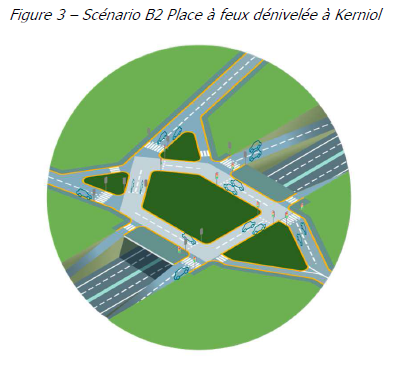 Figure 3 – Scénario B2 Place à feux dénivelée à Kerniol